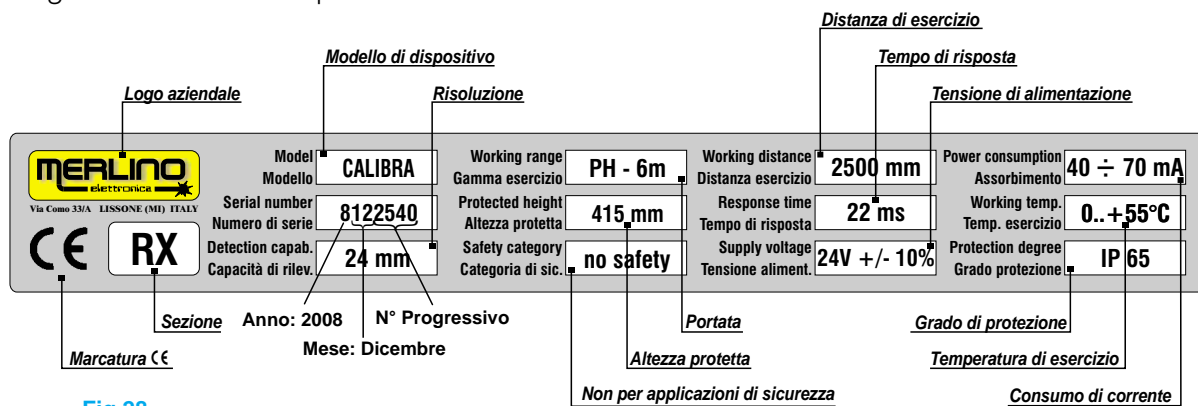 Distanza di esercizio
Modello di dispositivo
Tempo di risposta
Logo aziendale
Risoluzione
Tensione di alimentazione
MERLINO
elettronica
Via Como 33/A LISSONE (MI) ITALY
CE
RX
Model
Modello
CALIBRA
Serial number
Numero di serie
8122540
Detection capab.
Capacità di rilev.
24 mm
Working range
Gamma esercizio
PH - 6m
Protected height
Altezza protetta
415 mm
Safety category
Categoria di sic.
no safety
Working distance
Distanza esercizio
2500 mm
Response time
Tempo di risposta
22 ms
Supply voltage
Tensione aliment.
24V +/- 10%
Power consumption
Assorbimento
40 ÷ 70 mA
Working temp.
Temp. esercizio
0..+55°C
Protection degree
Grado protezione
IP 65
Sezione
Anno: 2008
N° Progressivo
Portata
Grado di protezione
Mese: Dicembre
Marcatura CE
Altezza protetta
Temperatura di esercizio
Non per applicazioni di sicurezza
Consumo di corrente